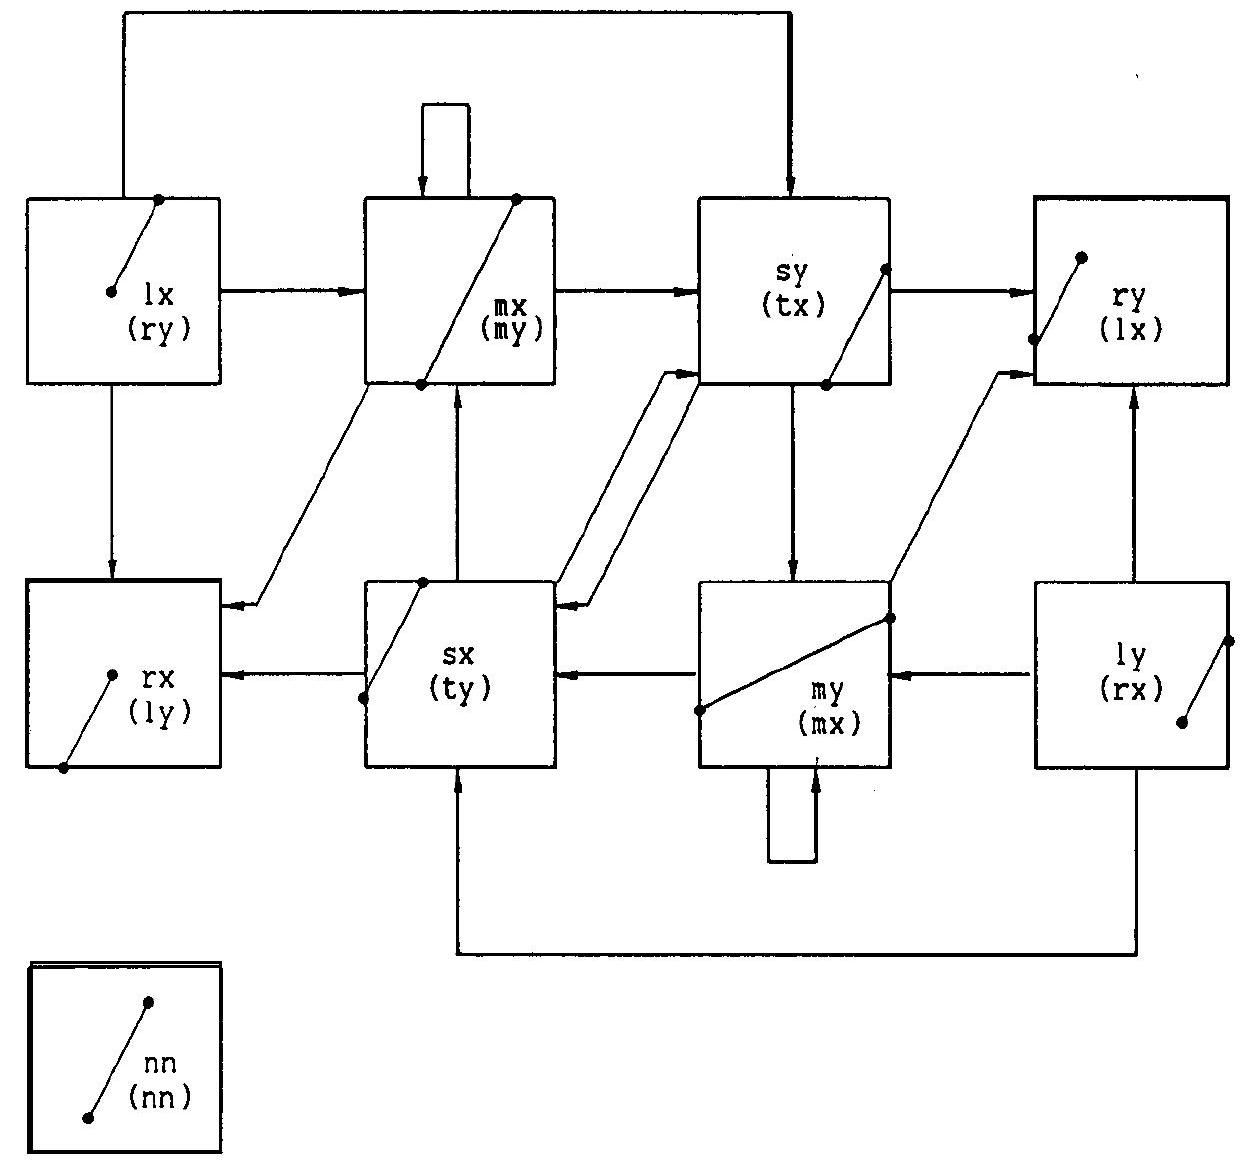 lx
(ry)
mx
(my)
sy
(tx)
ry
(lx)
rx
(ly)
sx
(ty)
my
(mx)
ly
(rx)
nn
(nn)